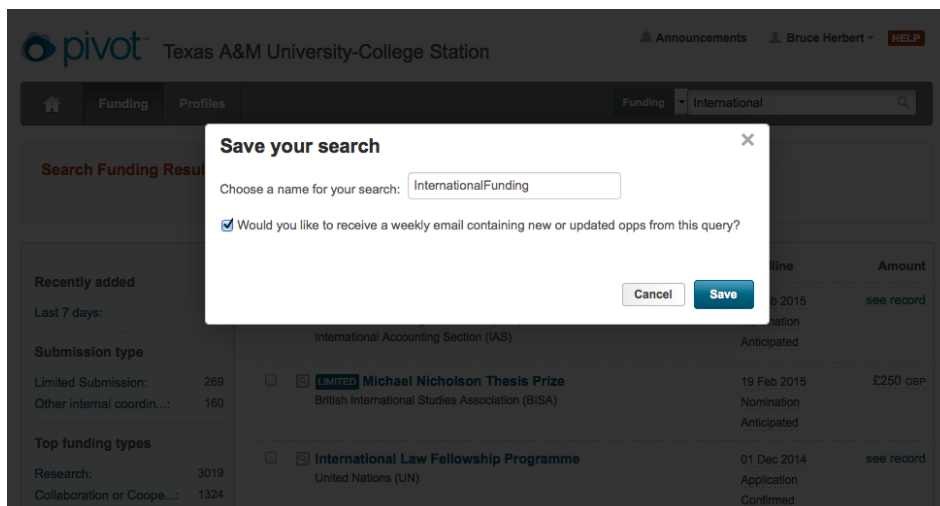 pivot™ Texas A&M University-College Station
Announcements Bruce Herbert HELP
Funding Profiles Funding International
Search Funding Resul
Save your search
Choose a name for your search: InternationalFunding
Would you like to receive a weekly email containing new or updated opps from this query?
Cancel Save
Recently added
Last 7 days:
Submission type
Limited Submission: 269
Other internal coordin...: 160
Top funding types
Research: 3019
Collaboration or Coope...: 1324
Amount
2015 see record
International Accounting Section (IAS)
Anticipated
LIMITED Michael Nicholson Thesis Prize 19 Feb 2015 £250 GBP
British International Studies Association (BISA) Nomination
Anticipated
International Law Fellowship Programme 01 Dec 2014 see record
United Nations (UN) Application
Confirmed